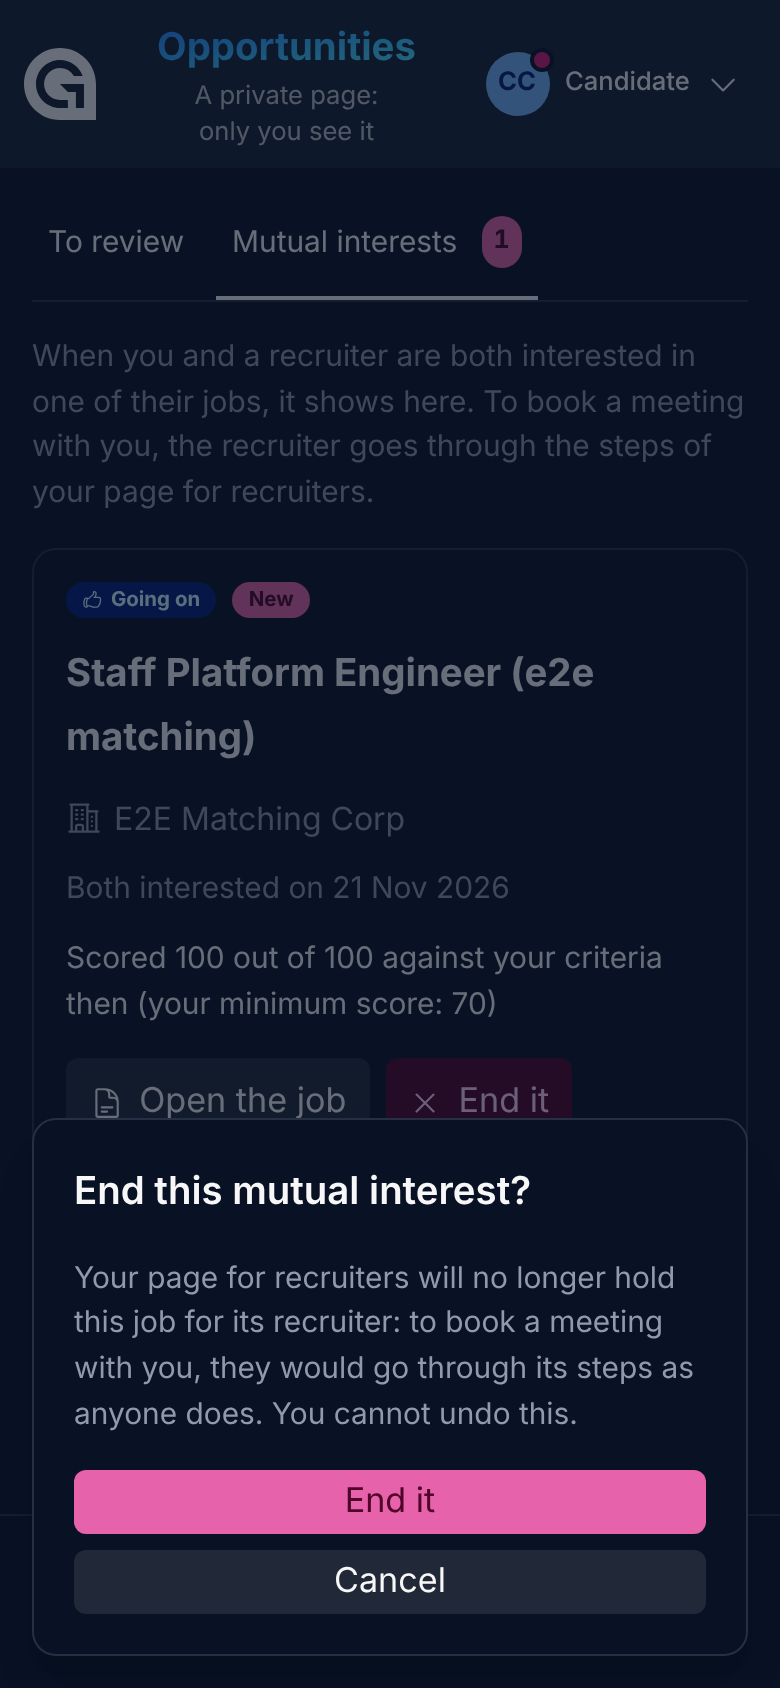 Opportunities
A private page:
only you see it
CC
Candidate
To review
Mutual interests
1
When you and a recruiter are both interested in
one of their jobs, it shows here. To book a meeting
with you, the recruiter goes through the steps of
your page for recruiters.
Going on
New
Staff Platform Engineer (e2e
matching)
E2E Matching Corp
Both interested on 21 Nov 2026
Scored 100 out of 100 against your criteria
then (your minimum score: 70)
Open the job
End it
End this mutual interest?
Your page for recruiters will no longer hold
this job for its recruiter: to book a meeting
with you, they would go through its steps as
anyone does. You cannot undo this.
End it
Cancel